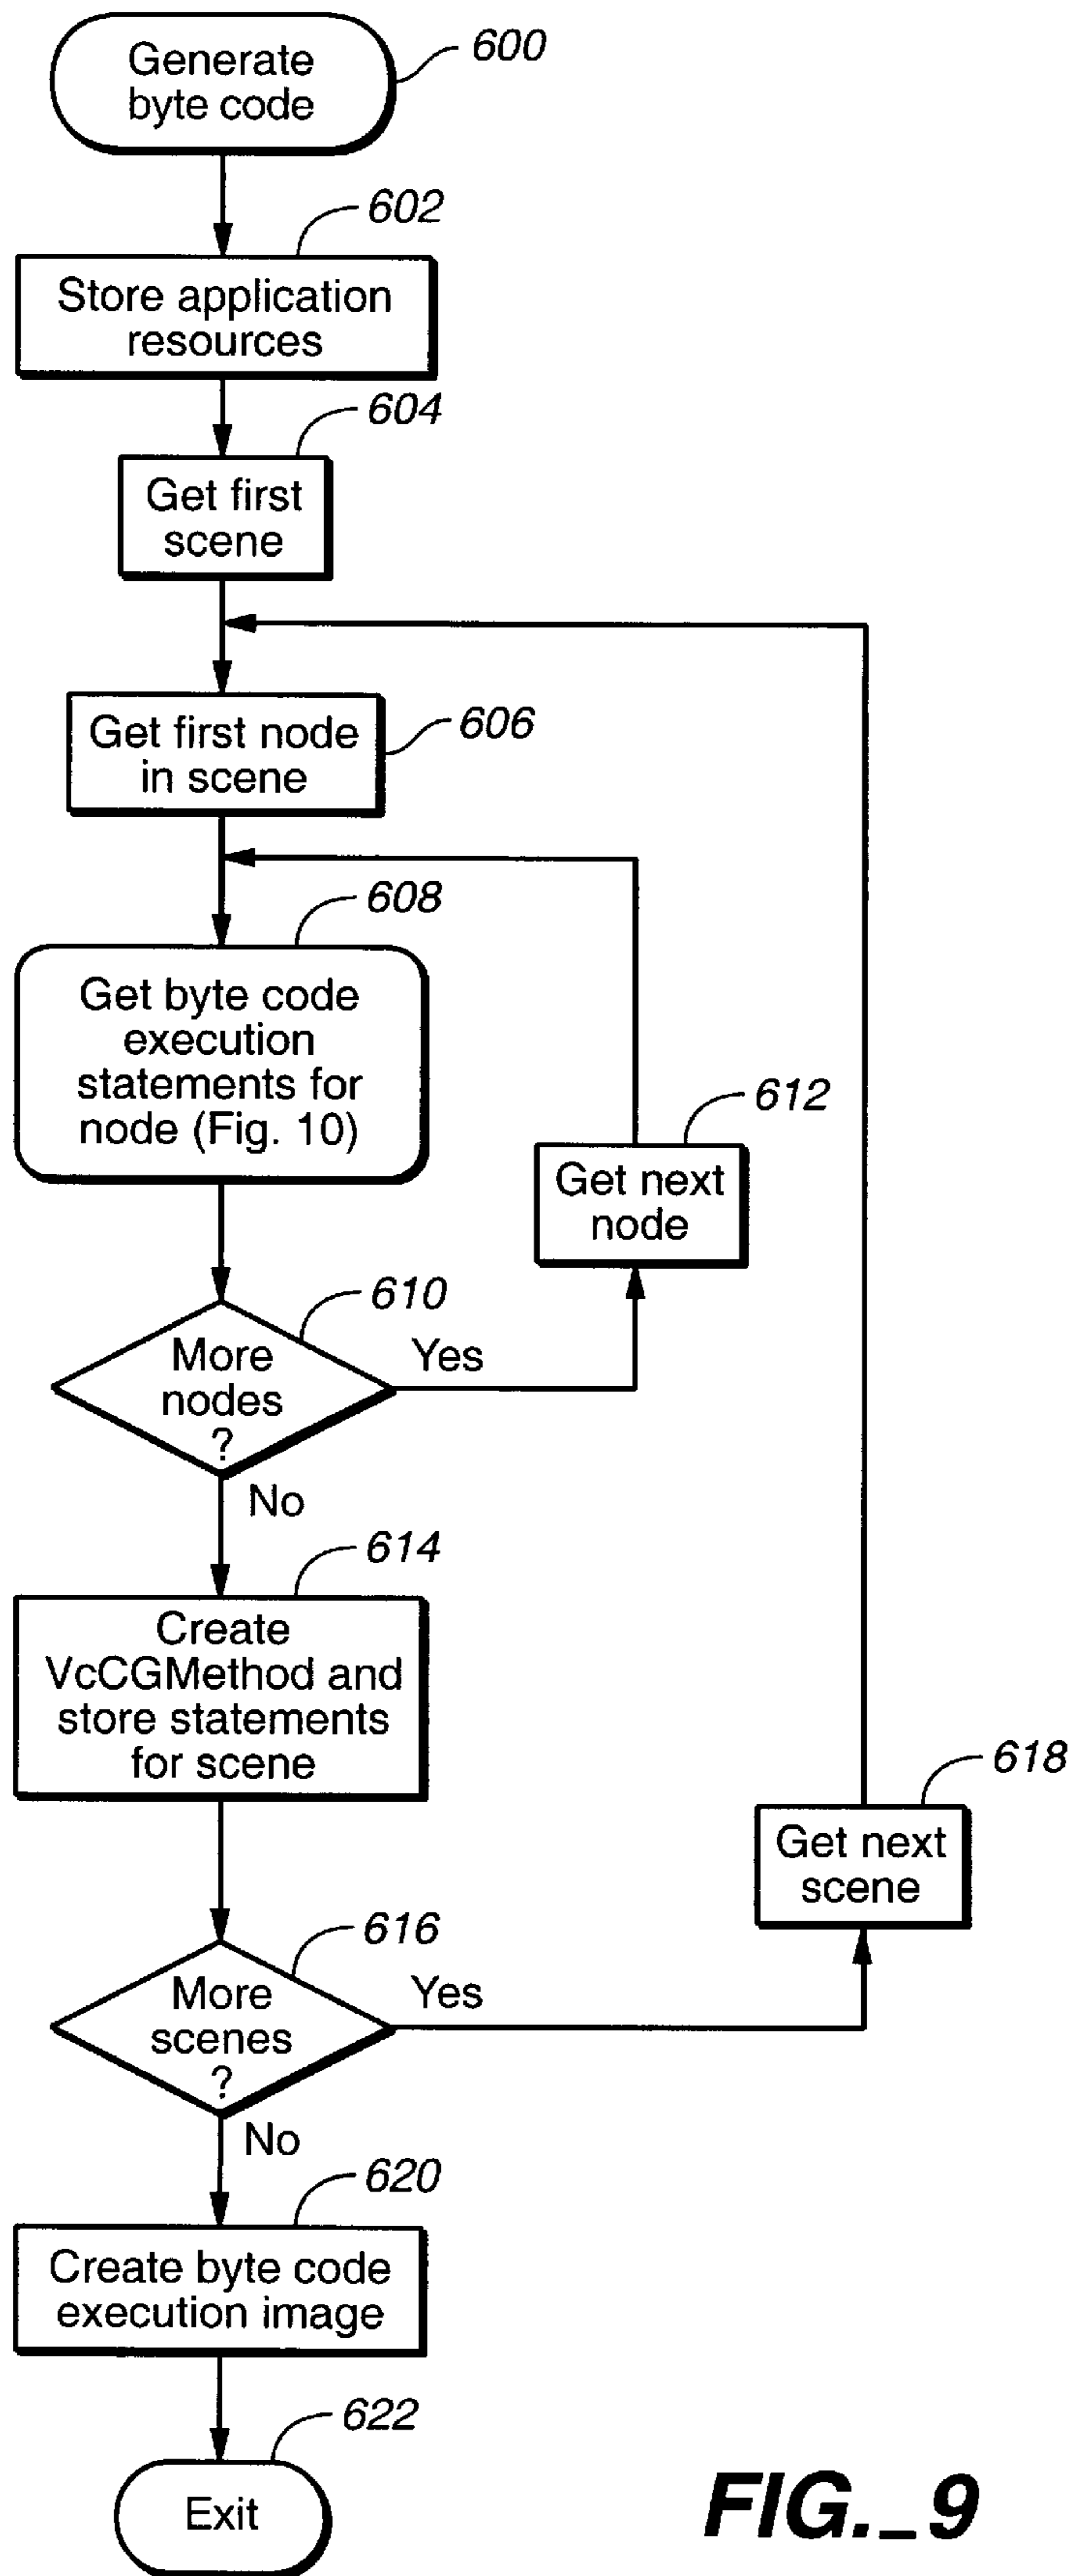 Generate
byte code
600
602
Store application
resources
604
Get first
scene
Get first node
in scene
606
608
Get byte code
execution
statements for
node (Fig. 10)
612
Get next
node
610
More
nodes
?
Yes
No
614
Create
VcCGMethod and
store statements
for scene
618
Get next
scene
616
More
scenes
?
Yes
No
620
Create byte code
execution image
622
Exit
FIG._9